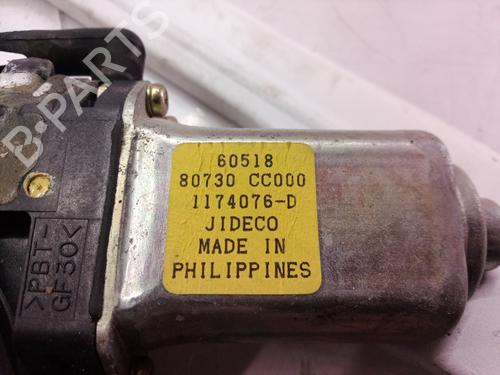 B-PARTS
60518
80730 CC000
1174076-D
JIDECO
MADE IN
PHILIPPINES
>PBT-
GF30<